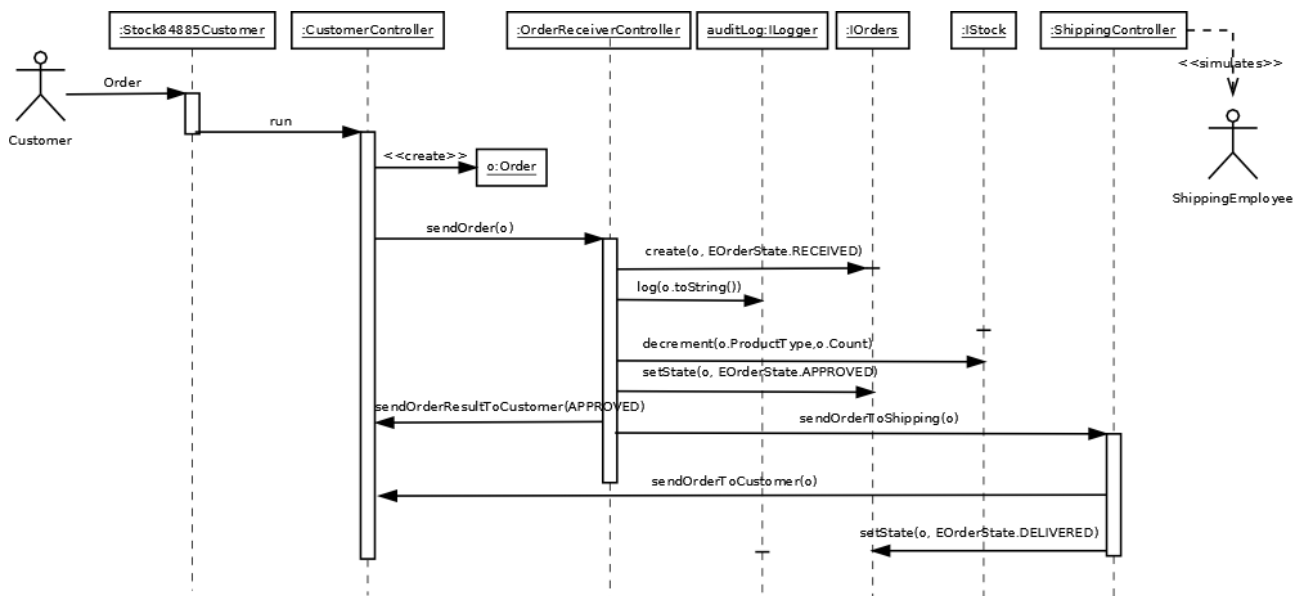 :Stock84885Customer
:CustomerController
:OrderReceiverController
auditLog:ILogger
:IOrders
:IStock
:ShippingController
<<simulates>>
Order
Customer
run
<<create>>
o:Order
ShippingEmployee
sendOrder(o)
create(o, EOrderState.RECEIVED)
log(o.toString())
decrement(o.ProductType,o.Count)
setState(o, EOrderState.APPROVED)
sendOrderResultToCustomer(APPROVED)
sendOrderToShipping(o)
sendOrderToCustomer(o)
setState(o, EOrderState.DELIVERED)